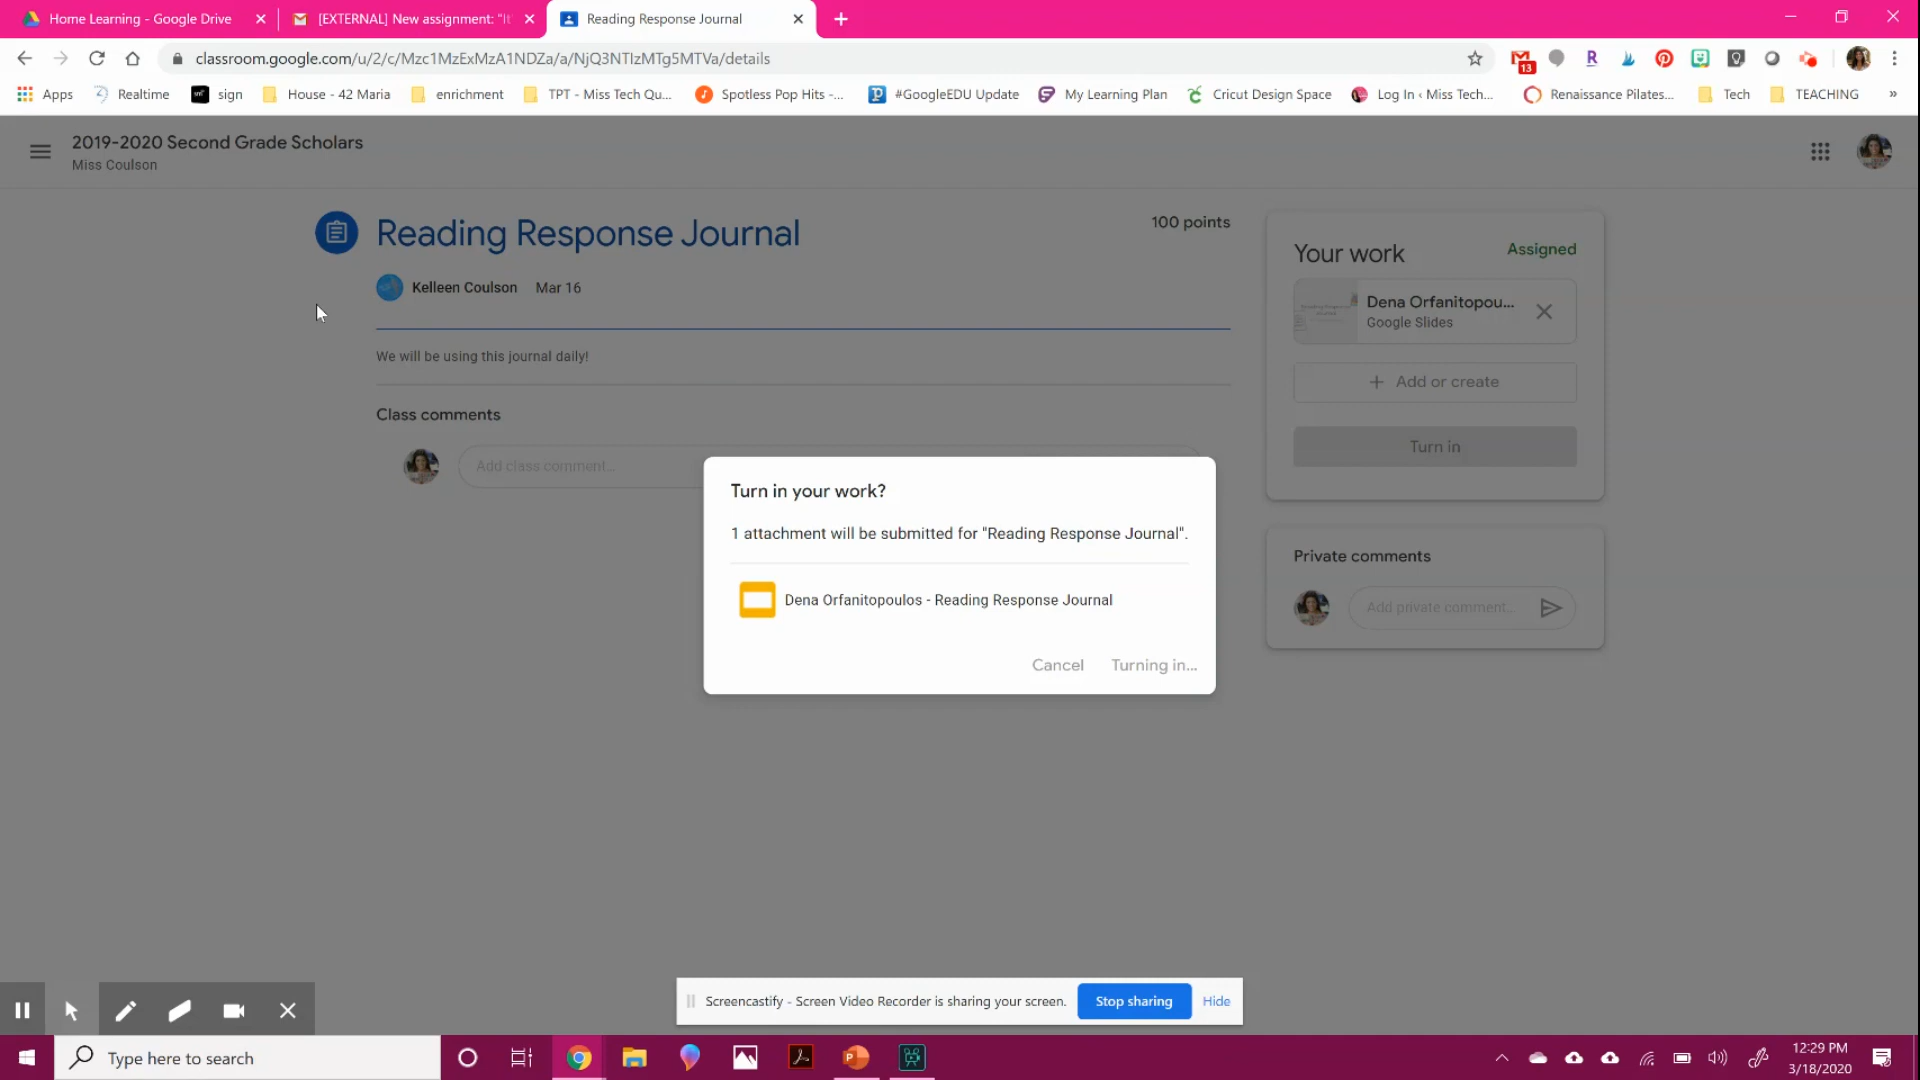 Home Learning - Google Drive
[EXTERNAL] New assignment: "It
Reading Response Journal
classroom.google.com/u/2/c/Mzc1MzExMzA1NDZa/a/NjQ3NTIzMTg5MTVa/details
13
Apps
Realtime
sign
House - 42 Maria
enrichment
TPT - Miss Tech Qu...
Spotless Pop Hits -...
#GoogleEDU Update
My Learning Plan
Cricut Design Space
Log In ‹ Miss Tech...
Renaissance Pilates...
Tech
TEACHING
»
2019-2020 Second Grade Scholars
Miss Coulson
Reading Response Journal
100 points
Kelleen Coulson Mar 16
We will be using this journal daily!
Class comments
Add class comment...
Your work
Assigned
Dena Orfanitopou...
Google Slides
+ Add or create
Turn in
Private comments
Add private comment...
Turn in your work?
1 attachment will be submitted for "Reading Response Journal".
Dena Orfanitopoulos - Reading Response Journal
Cancel
Turning in...
Screencastify - Screen Video Recorder is sharing your screen.
Stop sharing
Hide
Type here to search
12:29 PM
3/18/2020